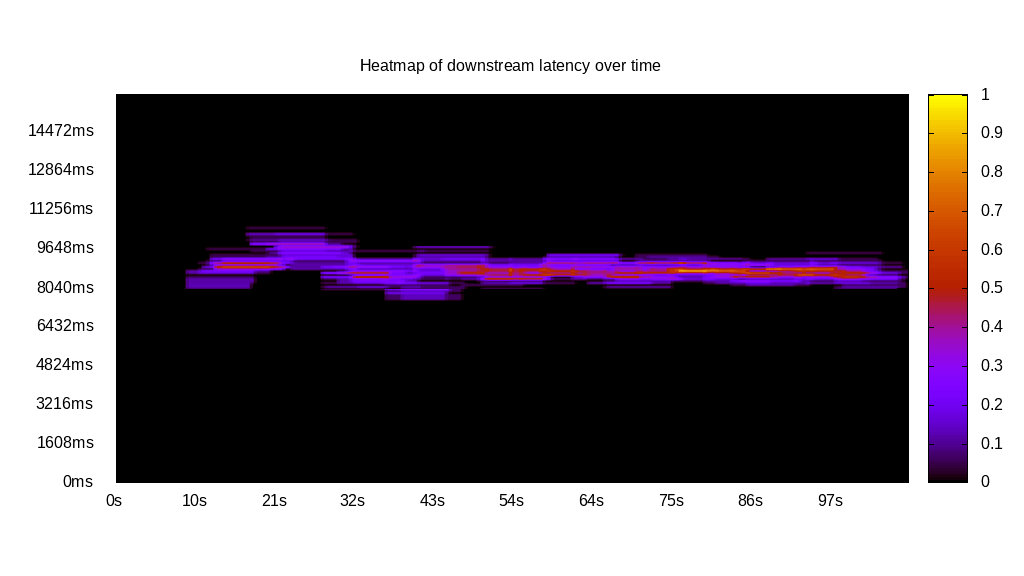 Heatmap of downstream latency over time
14472ms
12864ms
11256ms
9648ms
8040ms
6432ms
4824ms
3216ms
1608ms
0ms
0s 10s 21s 32s 43s 54s 64s 75s 86s 97s
1
0.9
0.8
0.7
0.6
0.5
0.4
0.3
0.2
0.1
0